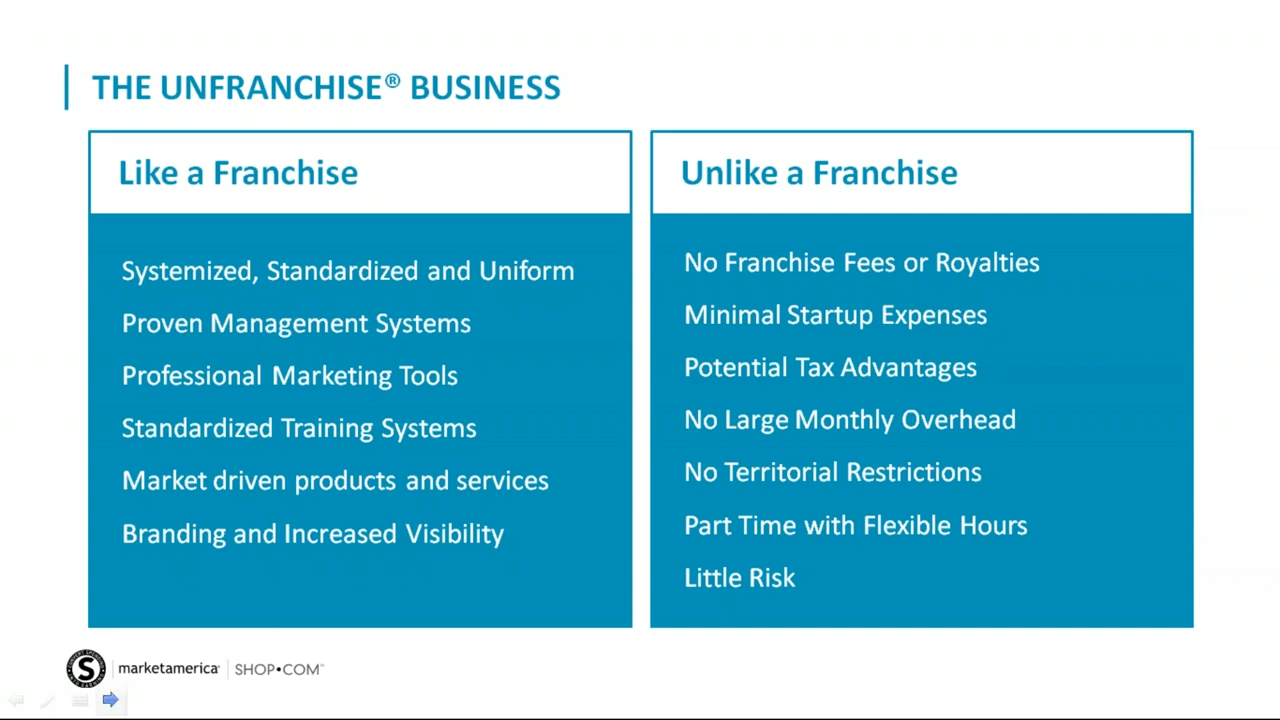 THE UNFRANCHISE® BUSINESS
Like a Franchise
Systemized, Standardized and Uniform
Proven Management Systems
Professional Marketing Tools
Standardized Training Systems
Market driven products and services
Branding and Increased Visibility
Unlike a Franchise
No Franchise Fees or Royalties
Minimal Startup Expenses
Potential Tax Advantages
No Large Monthly Overhead
No Territorial Restrictions
Part Time with Flexible Hours
Little Risk
S
marketamerica
SHOP•COM™